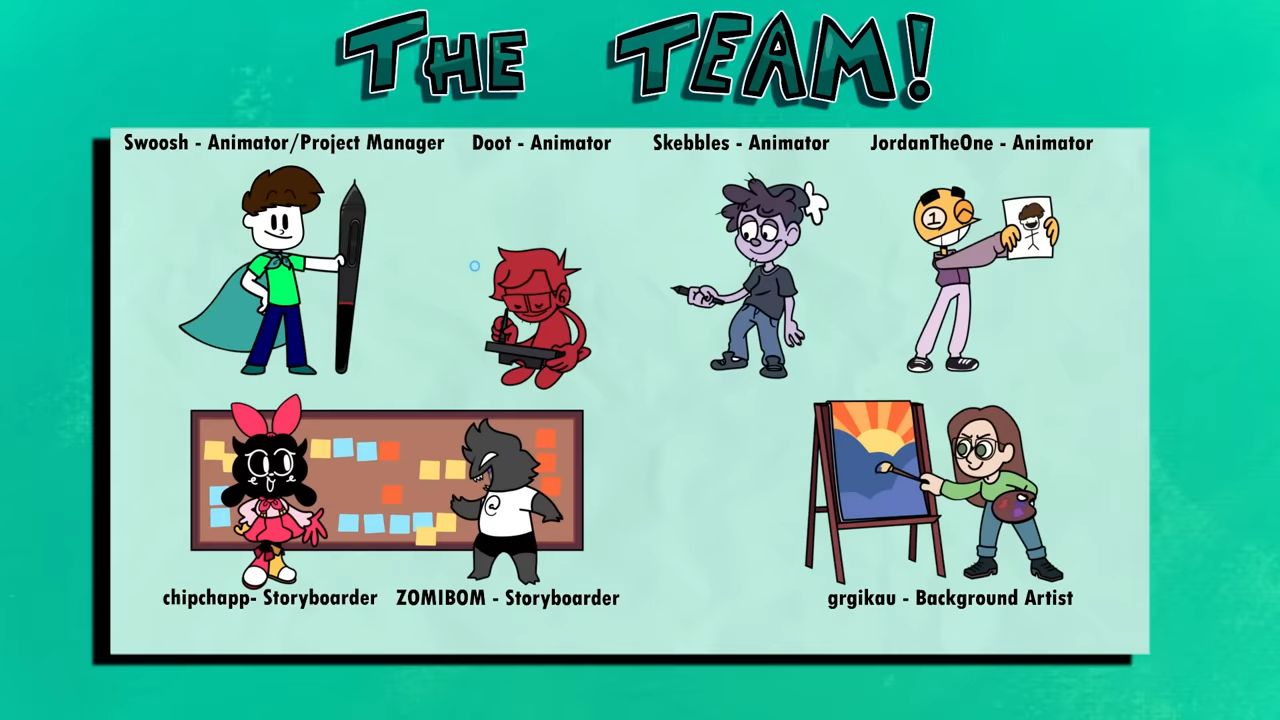 THE TEAM!
Swoosh - Animator/Project Manager Doot - Animator Skebbles - Animator JordanTheOne - Animator
1
chipchapp- Storyboarder ZOMIBOM - Storyboarder grgikau - Background Artist